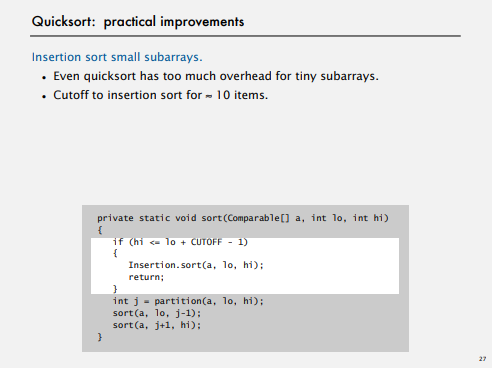 Quicksort: practical improvements
Insertion sort small subarrays.
• Even quicksort has too much overhead for tiny subarrays.
• Cutoff to insertion sort for ≈ 10 items.
private static void sort(Comparable[] a, int lo, int hi)
{
if (hi <= lo + CUTOFF - 1)
{
Insertion.sort(a, lo, hi);
return;
}
int j = partition(a, lo, hi);
sort(a, lo, j-1);
sort(a, j+1, hi);
}
27